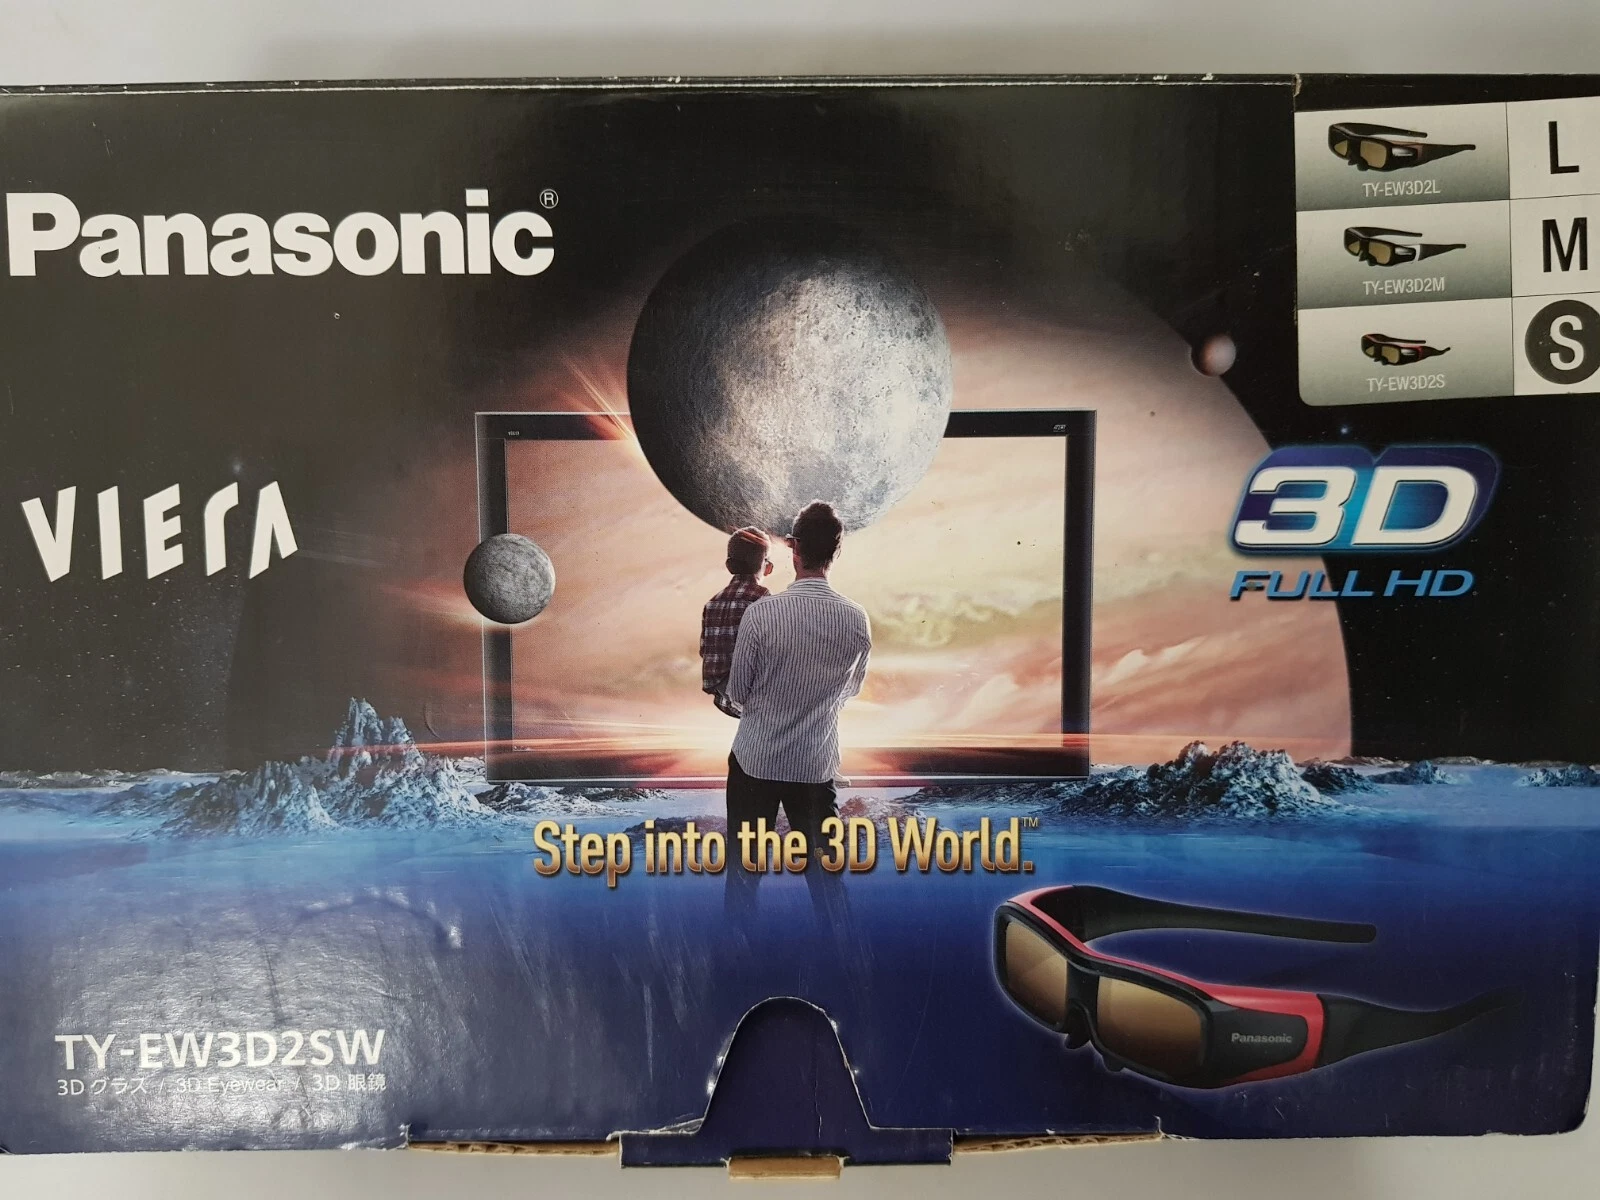 Panasonic®
TY-EW3D2L
L
TY-EW3D2M
M
TY-EW3D2S
S
VIErA
3D
FULL HD
Step into the 3D World.™
Panasonic
TY-EW3D2SW
3D グラス / 3D Eyewear / 3D 眼鏡